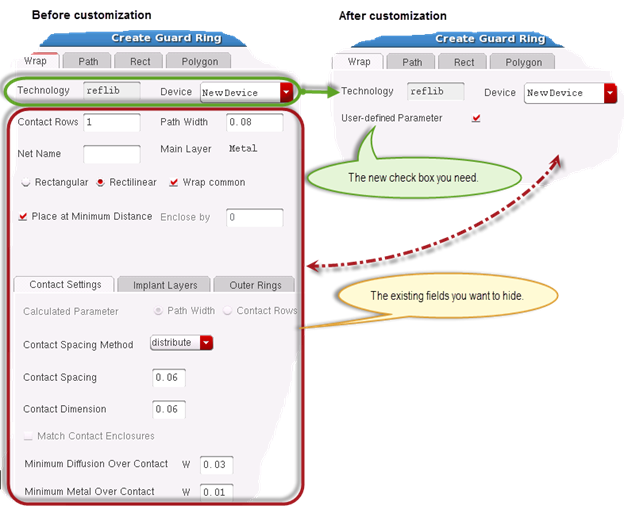 Before customization
After customization
Create Guard Ring
Create Guard Ring
Wrap Path Rect Polygon
Wrap Path Rect Polygon
Technology reflib Device NewDevice
Technology reflib Device NewDevice
User-defined Parameter
Contact Rows 1 Path Width 0.08
Net Name Main Layer Metal
The new check box you need.
Rectangular Rectilinear Wrap common
Place at Minimum Distance Enclose by 0
Contact Settings Implant Layers Outer Rings
The existing fields you want to hide.
Calculated Parameter Path Width Contact Rows
Contact Spacing Method distribute
Contact Spacing 0.06
Contact Dimension 0.06
Match Contact Enclosures
Minimum Diffusion Over Contact W 0.03
Minimum Metal Over Contact W 0.01